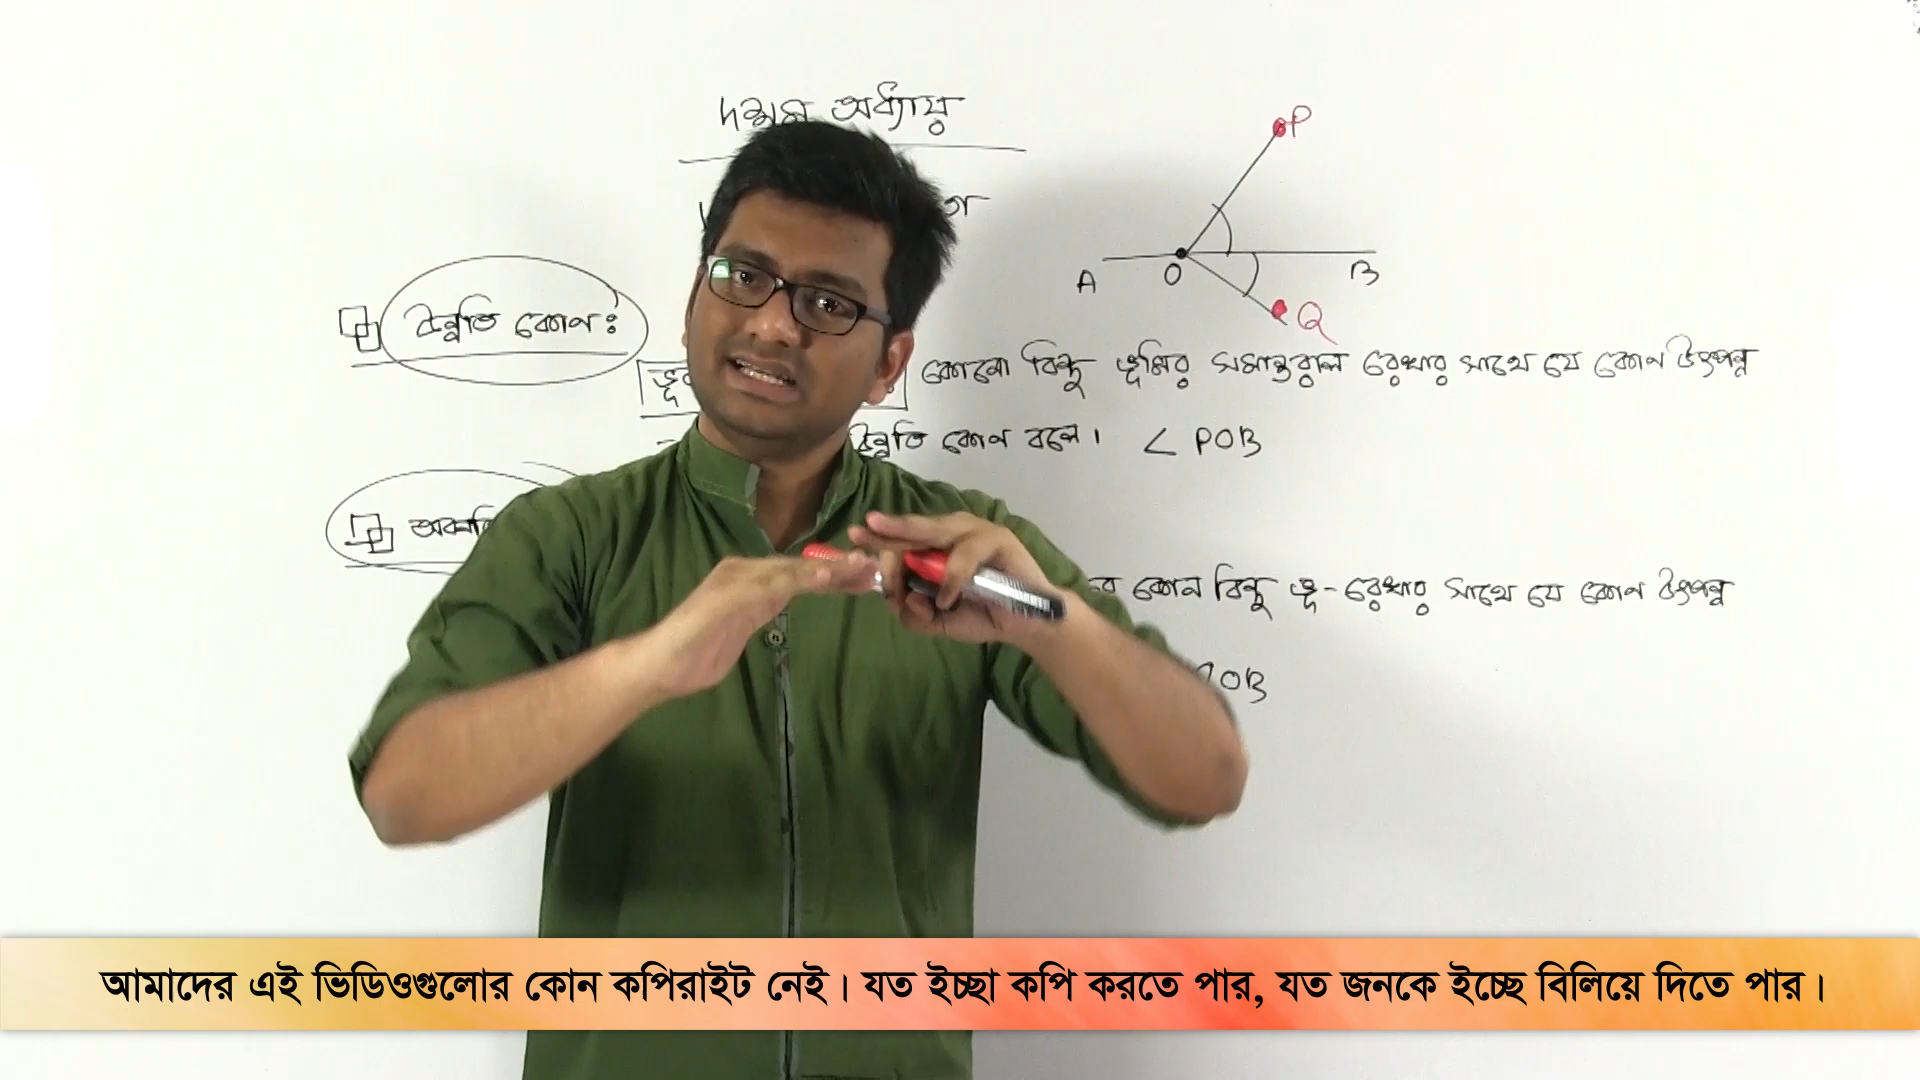 দশম অধ্যায়
P
A O B
Q
উন্নতি কোণ:
কোনো বিন্দু ভূমির সমান্তরাল রেখার সাথে যে কোণ উৎপন্ন
উন্নতি কোণ বলে। ∠ POB
কোন বিন্দু ভূ-রেখার সাথে যে কোণ উৎপন্ন
আমাদের এই ভিডিওগুলোর কোন কপিরাইট নেই। যত ইচ্ছা কপি করতে পার, যত জনকে ইচ্ছে বিলিয়ে দিতে পার।